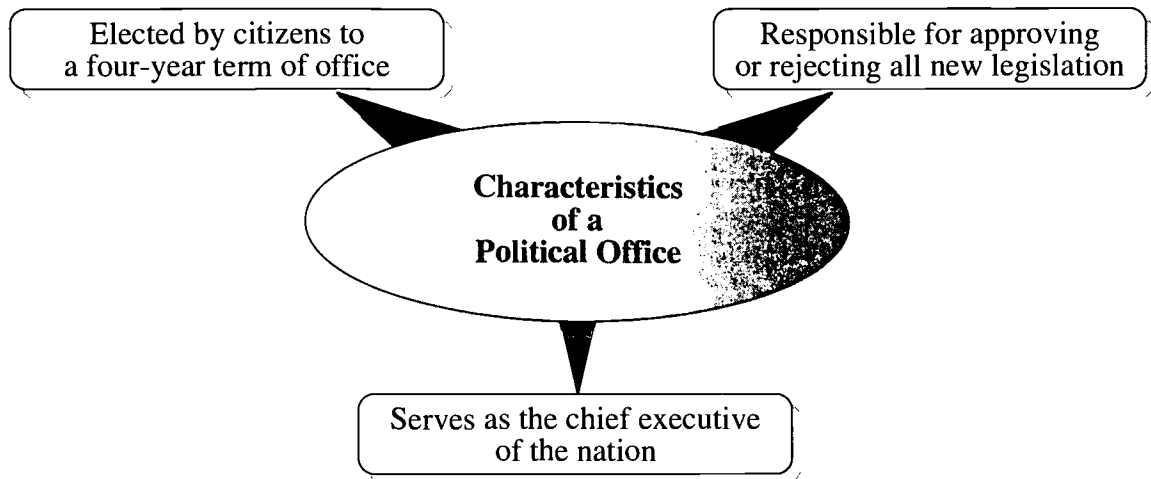 Elected by citizens to
a four-year term of office
Responsible for approving
or rejecting all new legislation
Characteristics
of a
Political Office
Serves as the chief executive
of the nation